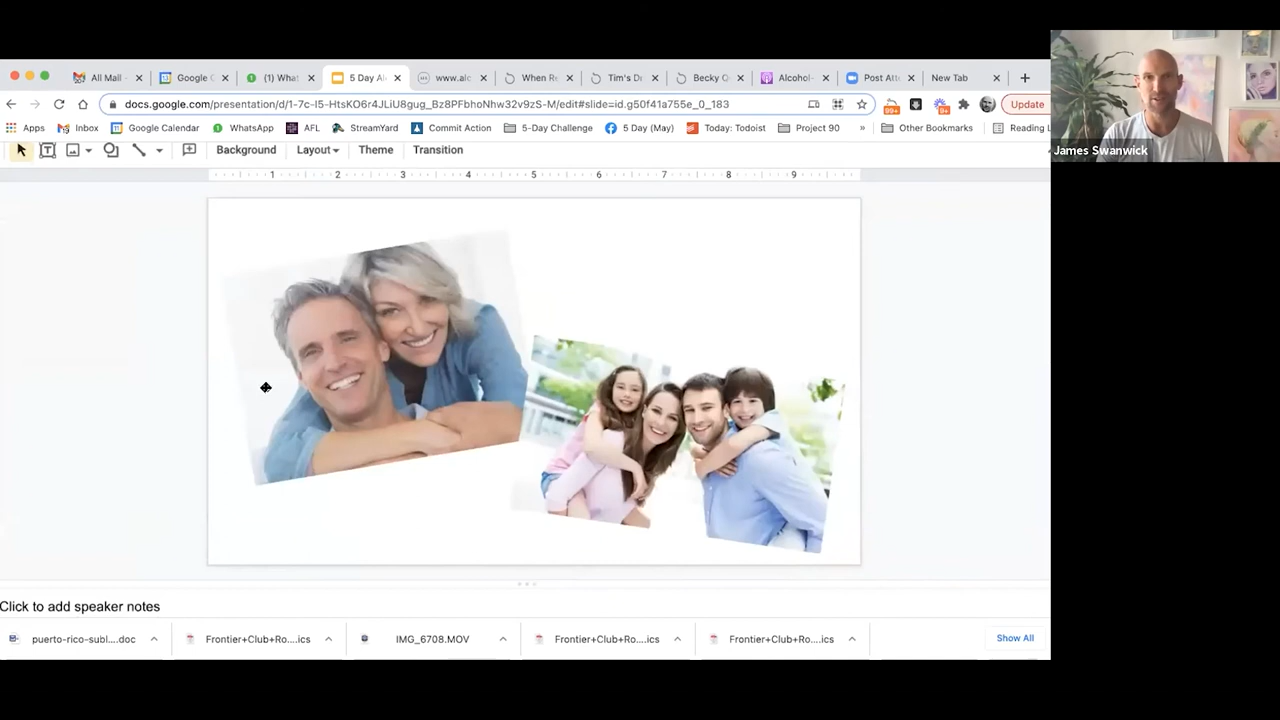 All Mail -
Google C
(1) What
5 Day Al
www.alc
When R
Tim's D
Becky Q
Alcohol-
Post Atte
New Tab
docs.google.com/presentation/d/1-7c-I5-HtsKO6r4JLiU8gug_Bz8PFbhoNhw32v9zS-M/edit#slide=id.g50f41a755e_0_183
99+
9+
Update
Apps
Inbox
Google Calendar
WhatsApp
AFL
StreamYard
Commit Action
5-Day Challenge
5 Day (May)
Today: Todoist
Project 90
»
Other Bookmarks
Reading L
Background
Layout
Theme
Transition
1 2 3 4 5 6 7 8 9
James Swanwick
Click to add speaker notes
puerto-rico-subl....doc
Frontier+Club+Ro....ics
IMG_6708.MOV
Frontier+Club+Ro....ics
Frontier+Club+Ro....ics
Show All